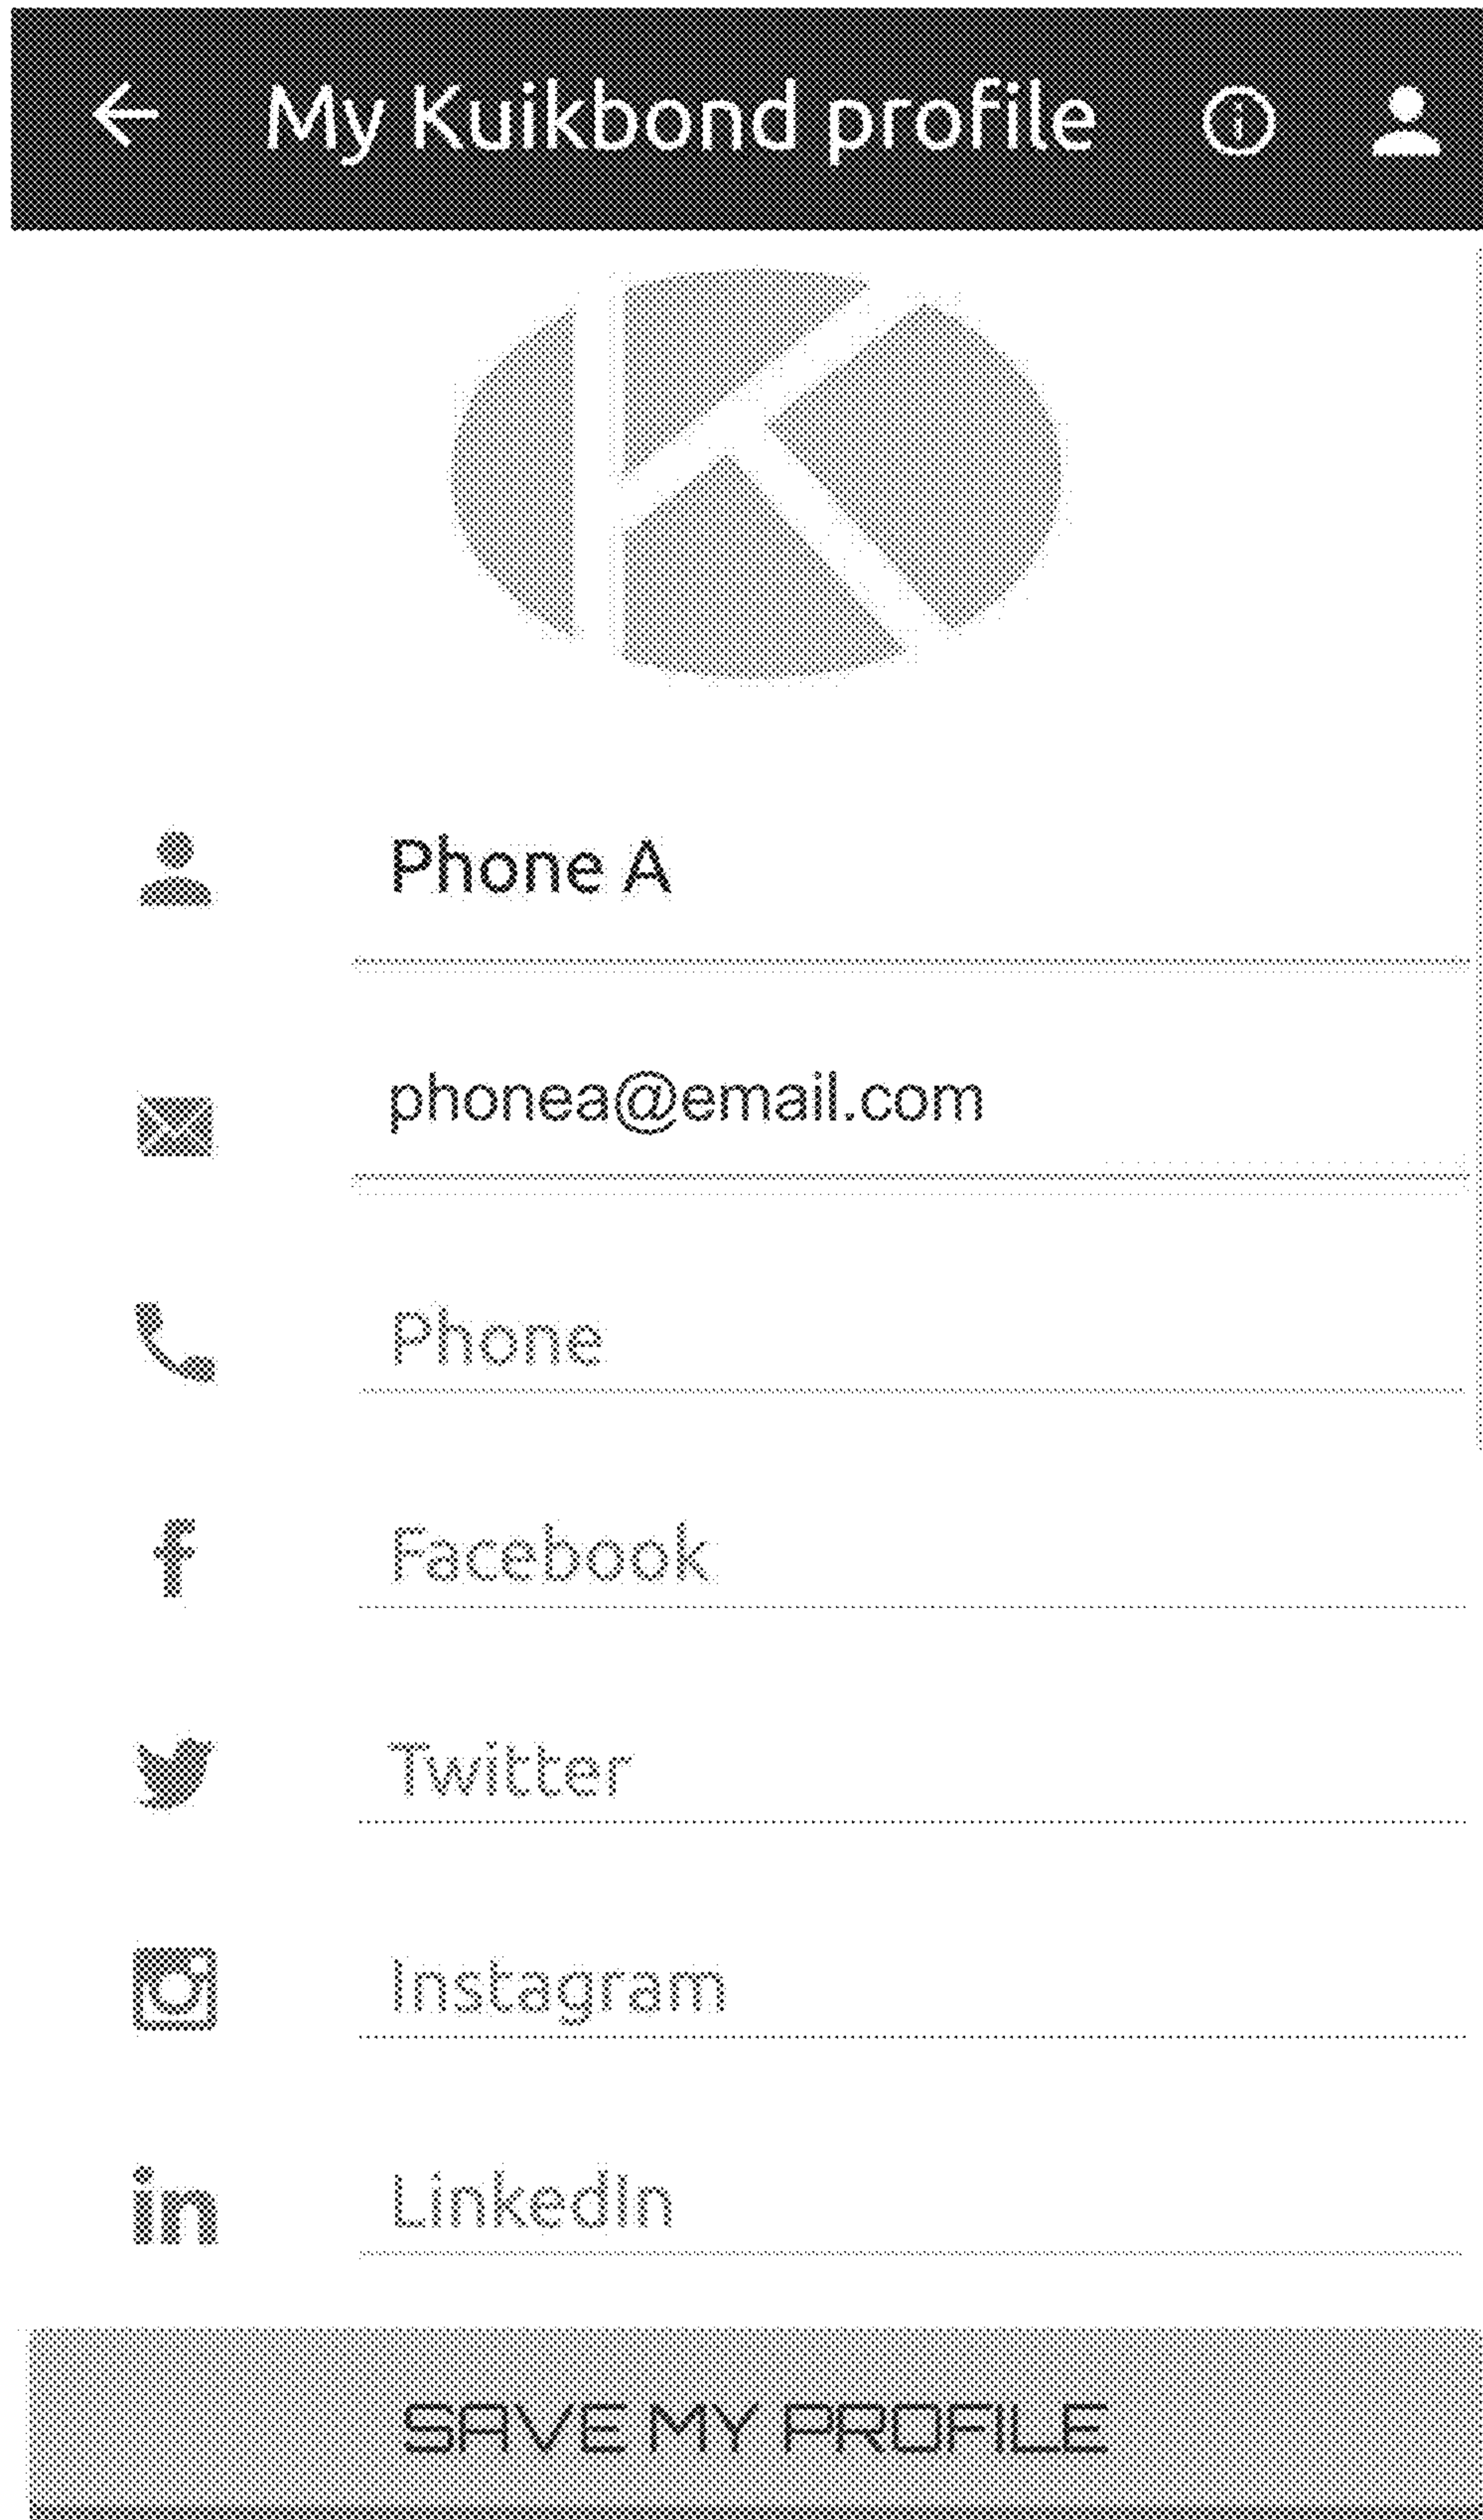 My Kuikbond profile
Phone A
phonea@email.com
Phone
Facebook
Twitter
Instagram
LinkedIn
SAVE MY PROFILE